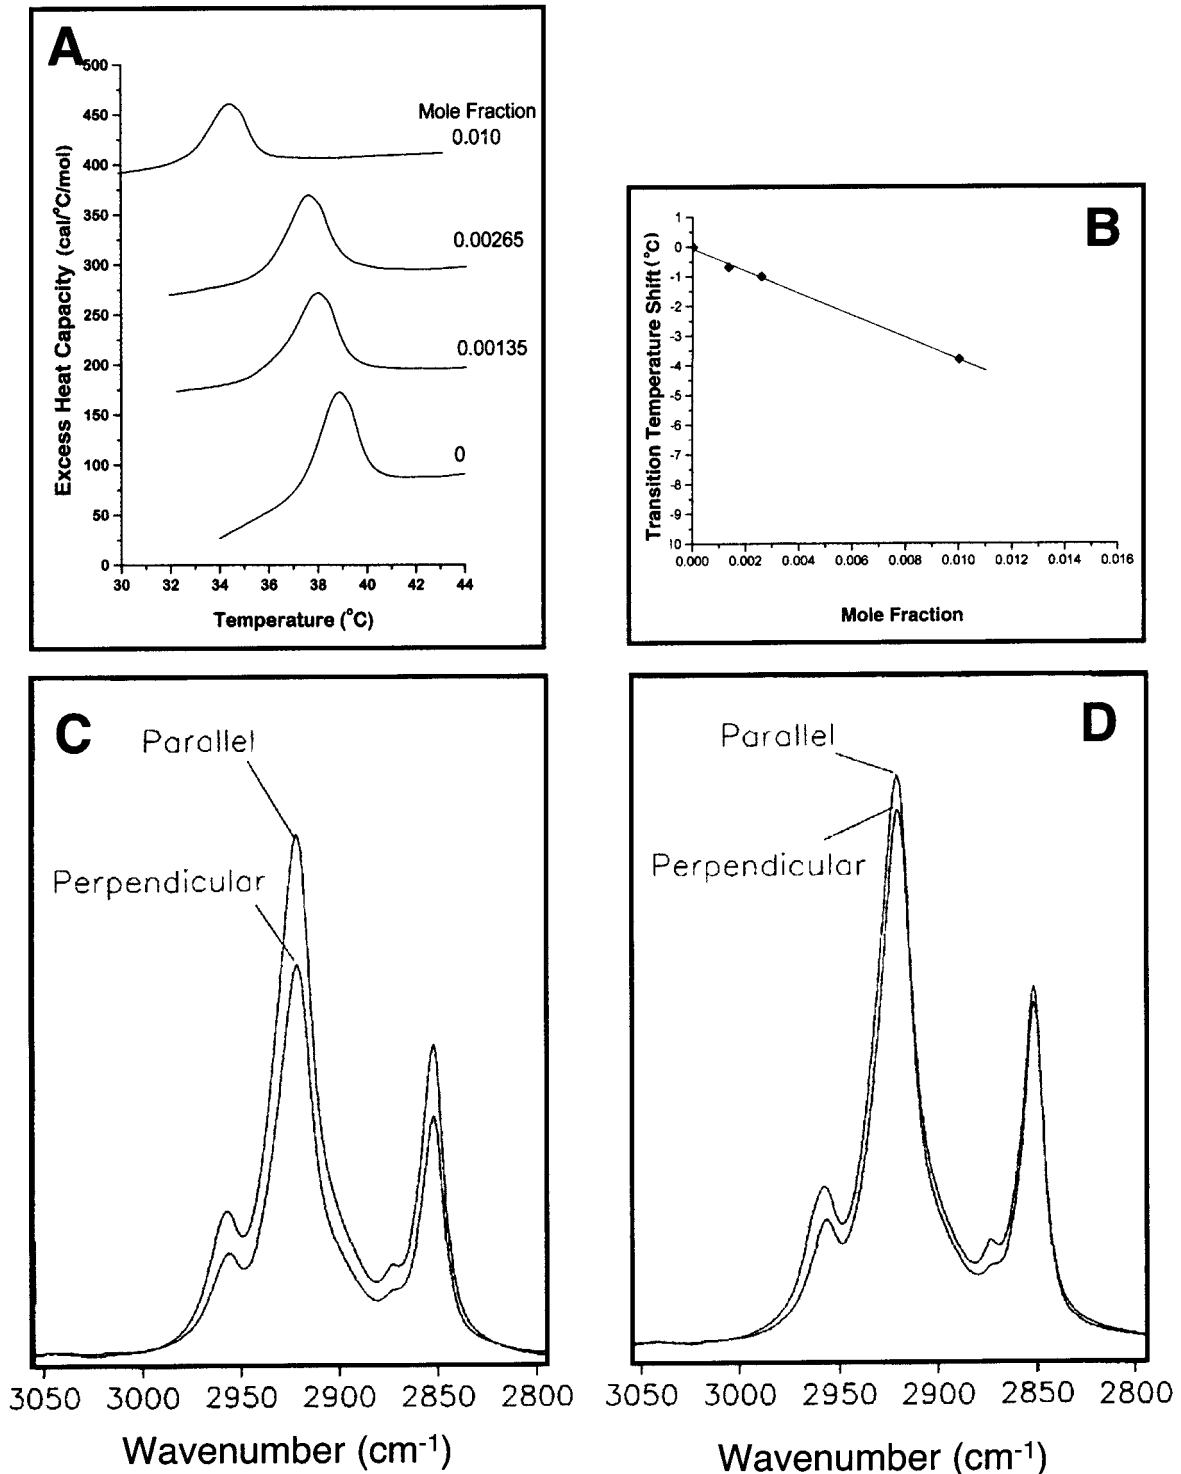 A
500
450
400
350
300
250
200
150
100
50
0
Excess Heat Capacity (cal/°C/mol)
Mole Fraction
0.010
0.00265
0.00135
0
30 32 34 36 38 40 42 44
Temperature (°C)
B
1
0
-1
-2
-3
-4
-5
-6
-7
-8
-9
10
Transition Temperature Shift (°C)
0.000 0.002 0.004 0.006 0.008 0.010 0.012 0.014 0.016
Mole Fraction
C
Parallel
Perpendicular
3050 3000 2950 2900 2850 2800
Wavenumber (cm-1)
D
Parallel
Perpendicular
3050 3000 2950 2900 2850 2800
Wavenumber (cm-1)